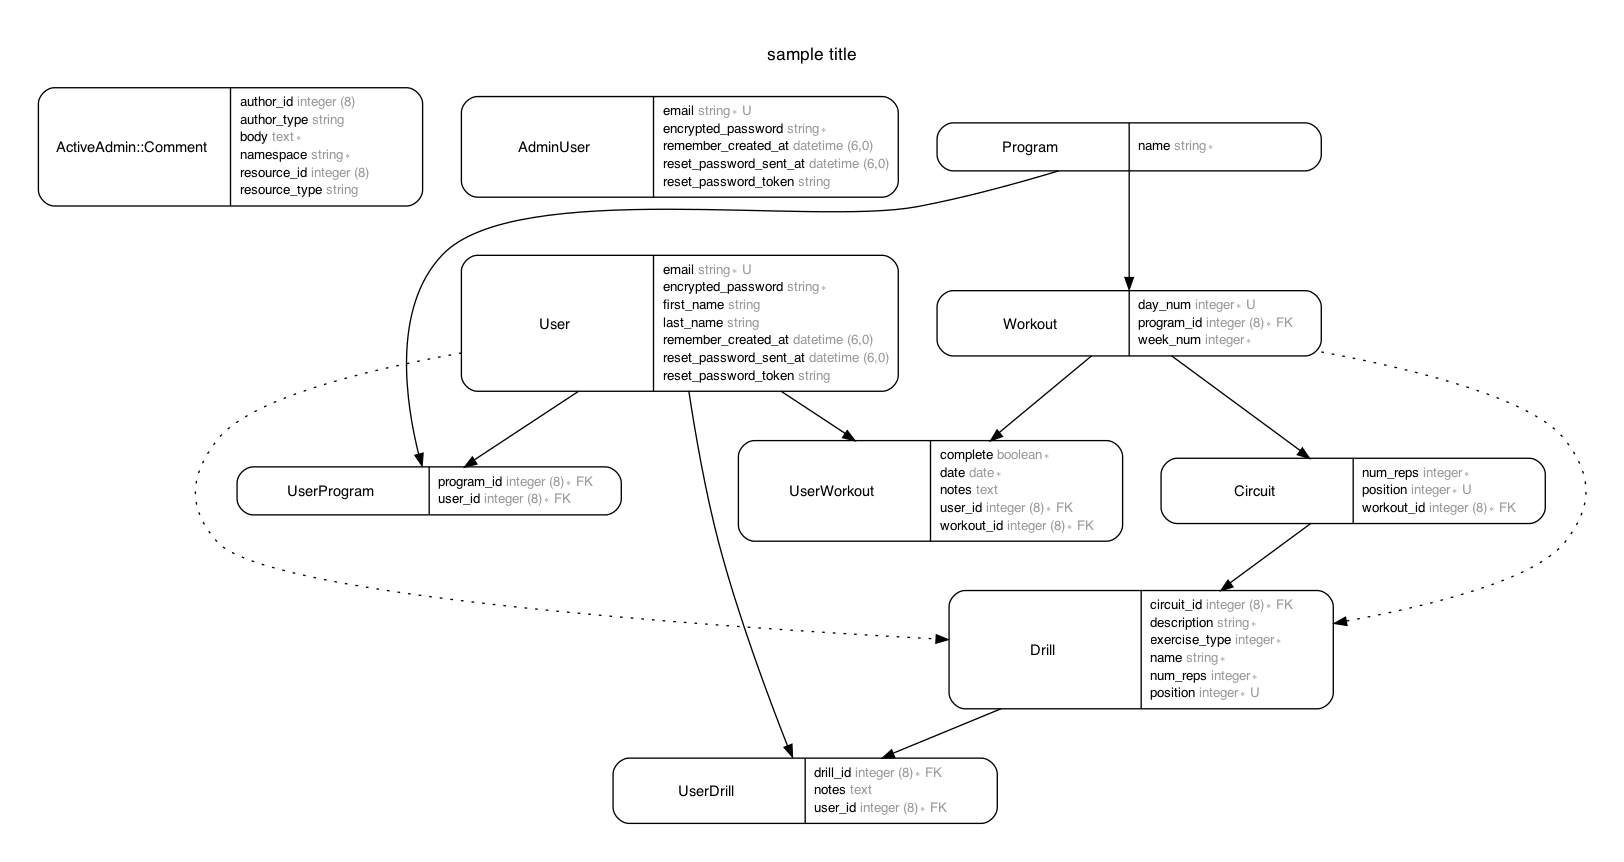 sample title
ActiveAdmin::Comment
author_id integer (8)
author_type string
body text *
namespace string *
resource_id integer (8)
resource_type string
AdminUser
email string * U
encrypted_password string *
remember_created_at datetime (6,0)
reset_password_sent_at datetime (6,0)
reset_password_token string
Program
name string *
User
email string * U
encrypted_password string *
first_name string
last_name string
remember_created_at datetime (6,0)
reset_password_sent_at datetime (6,0)
reset_password_token string
Workout
day_num integer * U
program_id integer (8) * FK
week_num integer *
UserProgram
program_id integer (8) * FK
user_id integer (8) * FK
UserWorkout
complete boolean *
date date *
notes text
user_id integer (8) * FK
workout_id integer (8) * FK
Circuit
num_reps integer *
position integer * U
workout_id integer (8) * FK
Drill
circuit_id integer (8) * FK
description string *
exercise_type integer *
name string *
num_reps integer *
position integer * U
UserDrill
drill_id integer (8) * FK
notes text
user_id integer (8) * FK